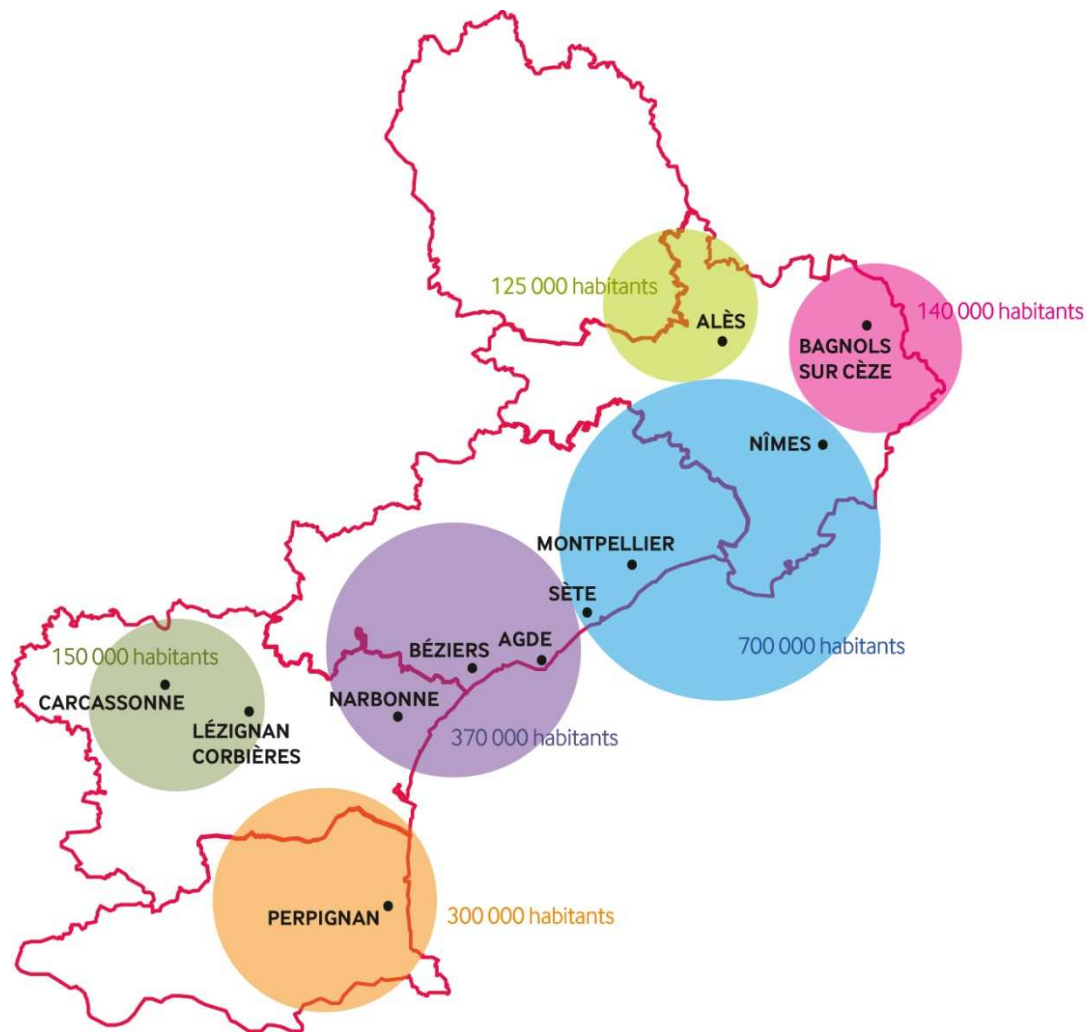 125 000 habitants
ALÈS
140 000 habitants
BAGNOLS
SUR CÈZE
NÎMES
MONTPELLIER
SÈTE
700 000 habitants
BÉZIERS
AGDE
NARBONNE
370 000 habitants
150 000 habitants
CARCASSONNE
LÉZIGNAN
CORBIÈRES
PERPIGNAN
300 000 habitants